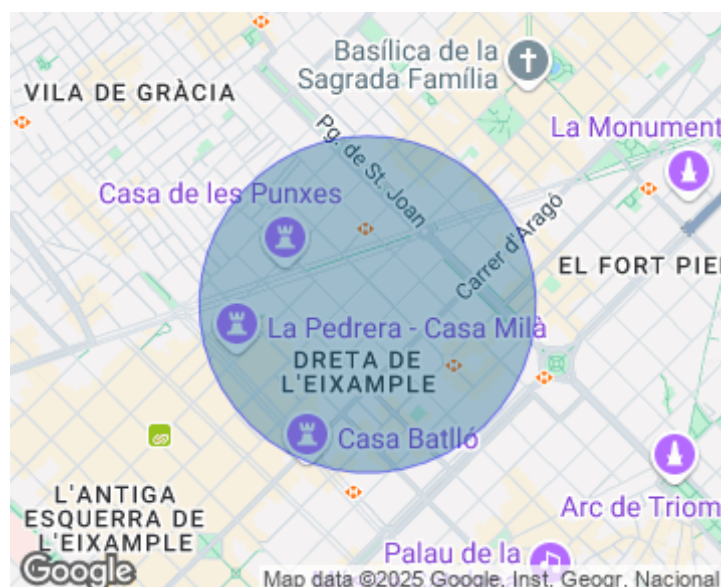 Basílica de la
Sagrada Família
VILA DE GRÀCIA
La Monument
Pg. de St. Joan
Casa de les Punxes
Carrer d'Aragó
EL FORT PIE
La Pedrera - Casa Milà
DRETA DE
L'EIXAMPLE
Casa Batlló
L'ANTIGA
ESQUERRA DE
L'EIXAMPLE
Arc de Triom
Palau de la
Google
Map data ©2025 Google, Inst. Geogr. Nacional